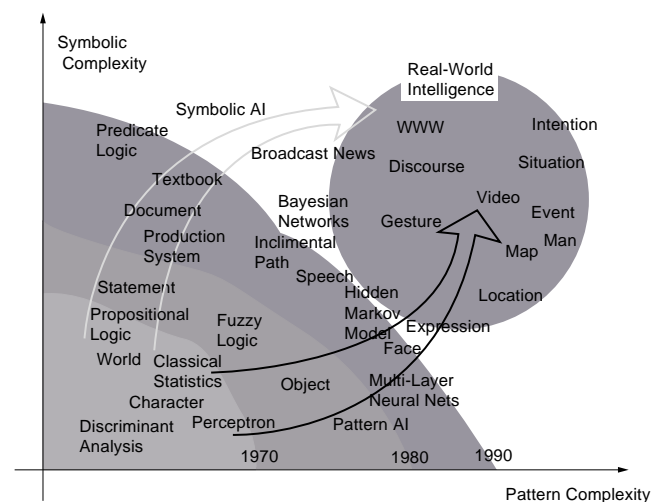 Symbolic
Complexity
Real-World
Intelligence
Symbolic AI
WWW
Intention
Predicate
Logic
Broadcast News
Discourse
Situation
Textbook
Video
Document
Bayesian
Networks
Gesture
Event
Production
System
Inclimental
Path
Map
Man
Statement
Speech
Hidden
Markov
Model
Location
Propositional
Logic
Fuzzy
Logic
Expression
Face
World
Classical
Statistics
Object
Multi-Layer
Neural Nets
Character
Discriminant
Analysis
Perceptron
Pattern AI
1970
1980
1990
Pattern Complexity